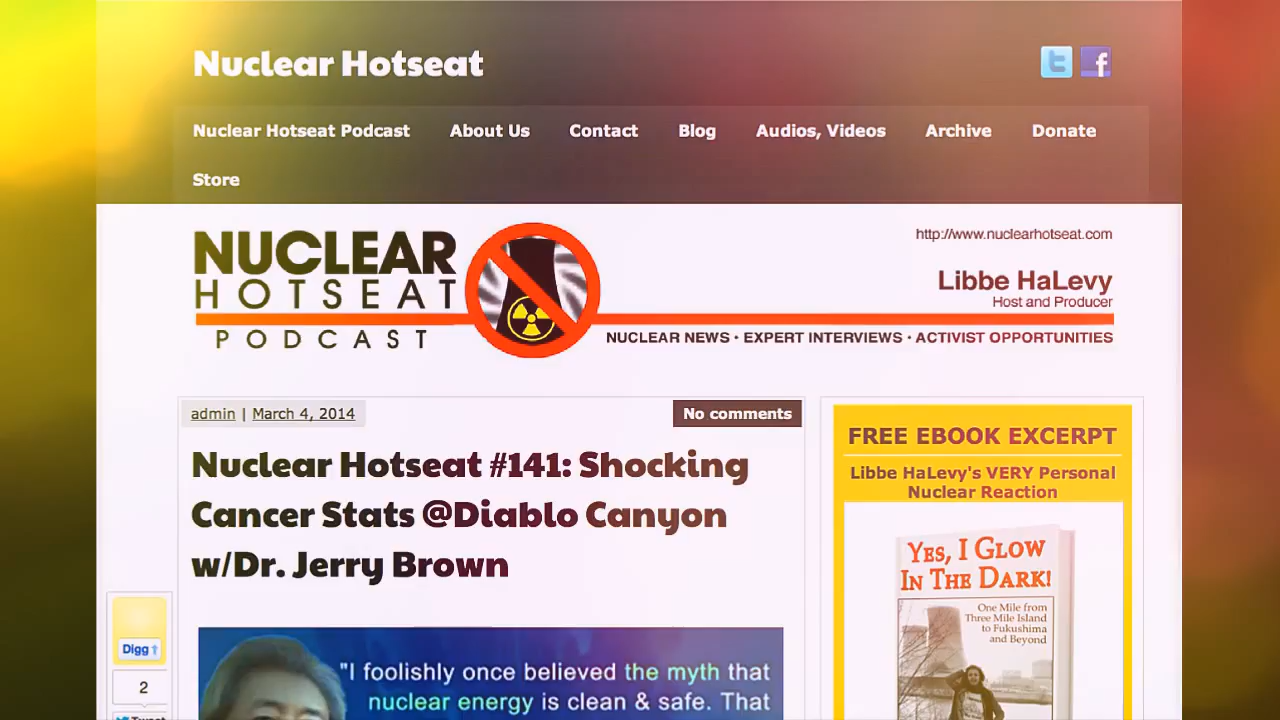 Nuclear Hotseat
Nuclear Hotseat Podcast About Us Contact Blog Audios, Videos Archive Donate
Store
NUCLEAR
HOTSEAT
PODCAST
http://www.nuclearhotseat.com
Libbe HaLevy
Host and Producer
NUCLEAR NEWS • EXPERT INTERVIEWS • ACTIVIST OPPORTUNITIES
admin | March 4, 2014
No comments
Nuclear Hotseat #141: Shocking
Cancer Stats @Diablo Canyon
w/Dr. Jerry Brown
"I foolishly once believed the myth that
nuclear energy is clean & safe. That
Digg
2
Tweet
FREE EBOOK EXCERPT
Libbe HaLevy's VERY Personal
Nuclear Reaction
YES, I GLOW
IN THE DARK!
One Mile from
Three Mile Island
to Fukushima
and Beyond